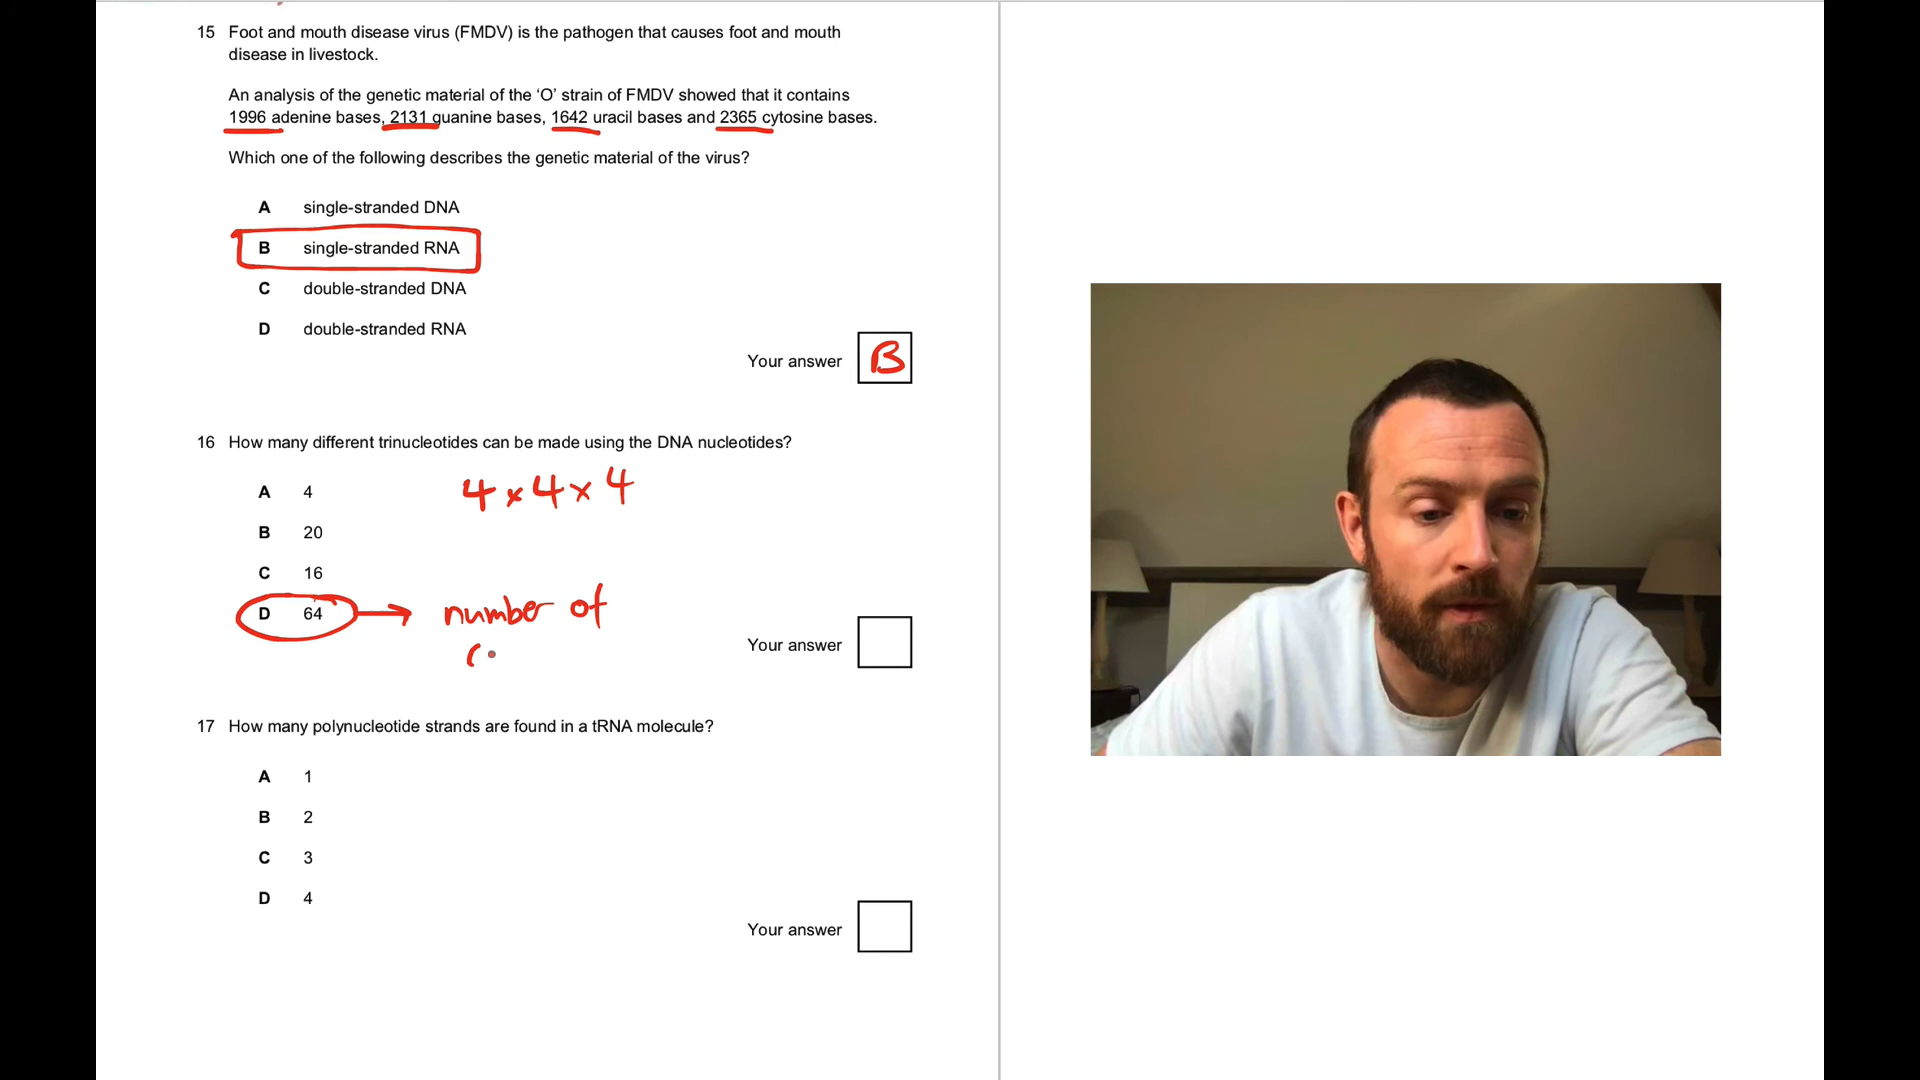 15 Foot and mouth disease virus (FMDV) is the pathogen that causes foot and mouth
disease in livestock.
An analysis of the genetic material of the ‘O’ strain of FMDV showed that it contains
1996 adenine bases, 2131 guanine bases, 1642 uracil bases and 2365 cytosine bases.
Which one of the following describes the genetic material of the virus?
A single-stranded DNA
B single-stranded RNA
C double-stranded DNA
D double-stranded RNA
Your answer B
16 How many different trinucleotides can be made using the DNA nucleotides?
A 4
4 x 4 x 4
B 20
C 16
D 64 → number of
Your answer
17 How many polynucleotide strands are found in a tRNA molecule?
A 1
B 2
C 3
D 4
Your answer